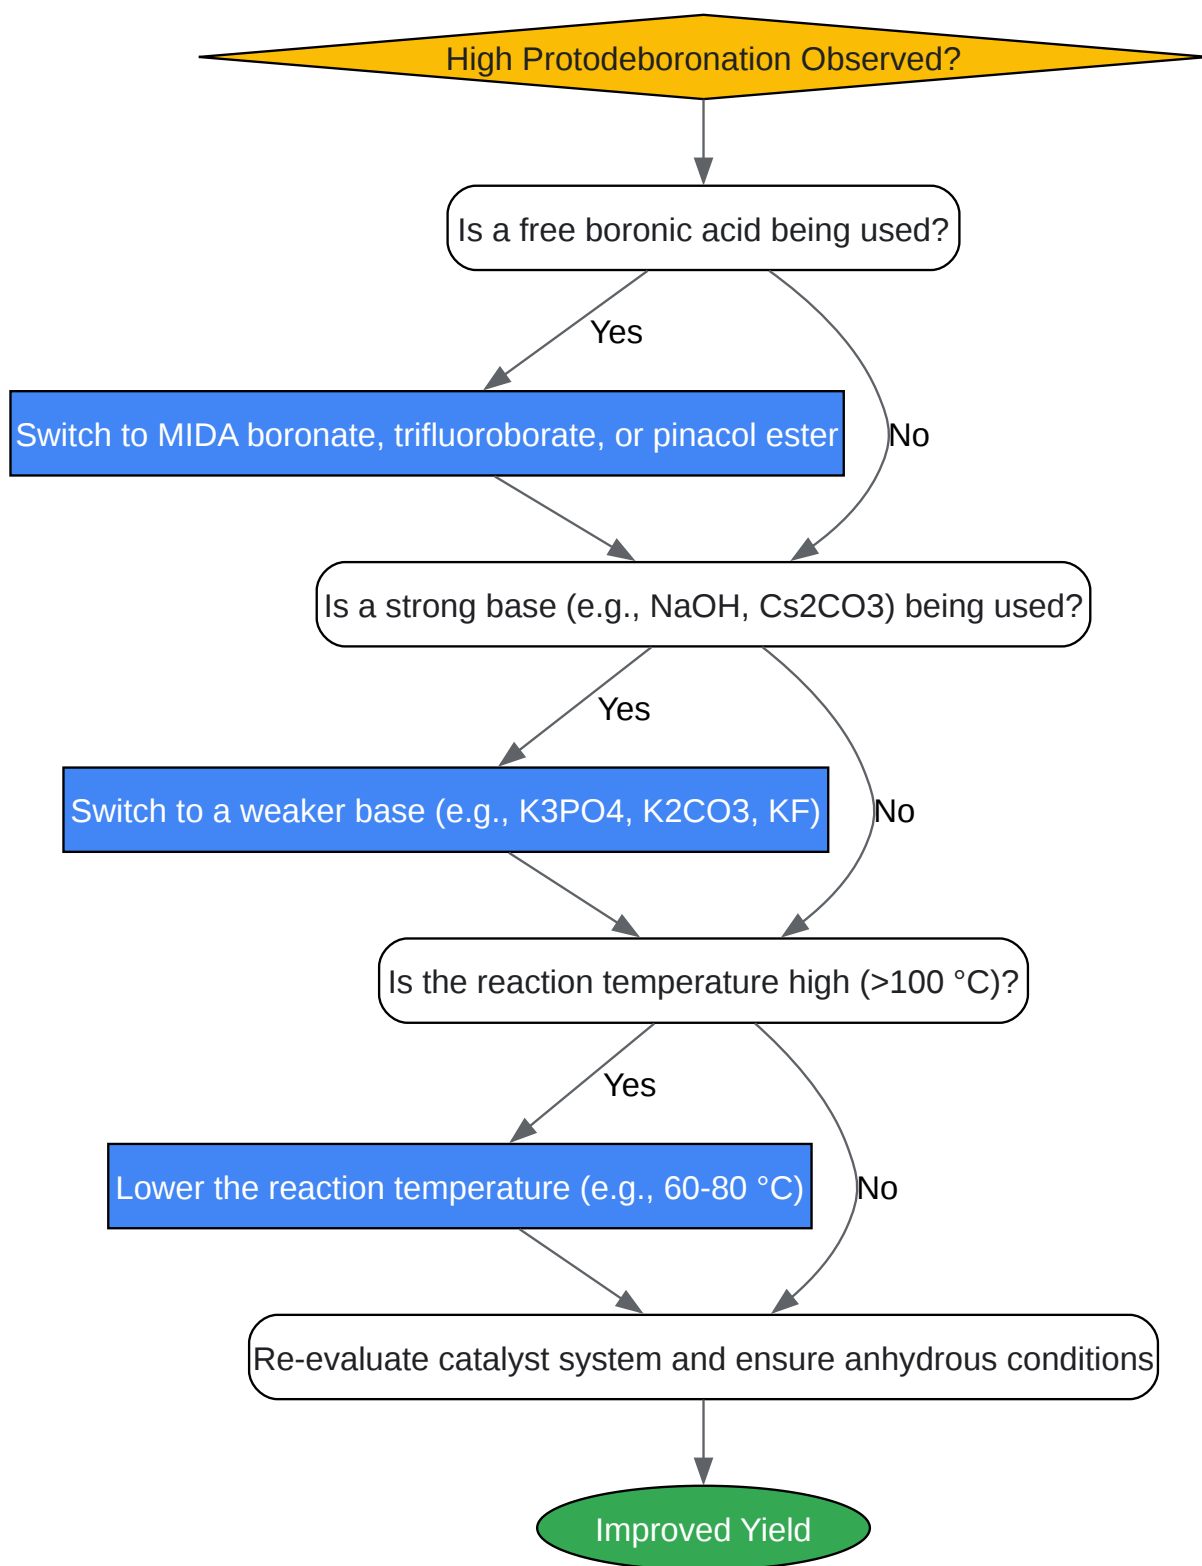 High Protodeboronation Observed?
Is a free boronic acid being used?
Yes
Switch to MIDA boronate, trifluoroborate, or pinacol ester
No
Is a strong base (e.g., NaOH, Cs2CO3) being used?
Yes
Switch to a weaker base (e.g., K3PO4, K2CO3, KF)
No
Is the reaction temperature high (>100 °C)?
Yes
Lower the reaction temperature (e.g., 60-80 °C)
No
Re-evaluate catalyst system and ensure anhydrous conditions
Improved Yield